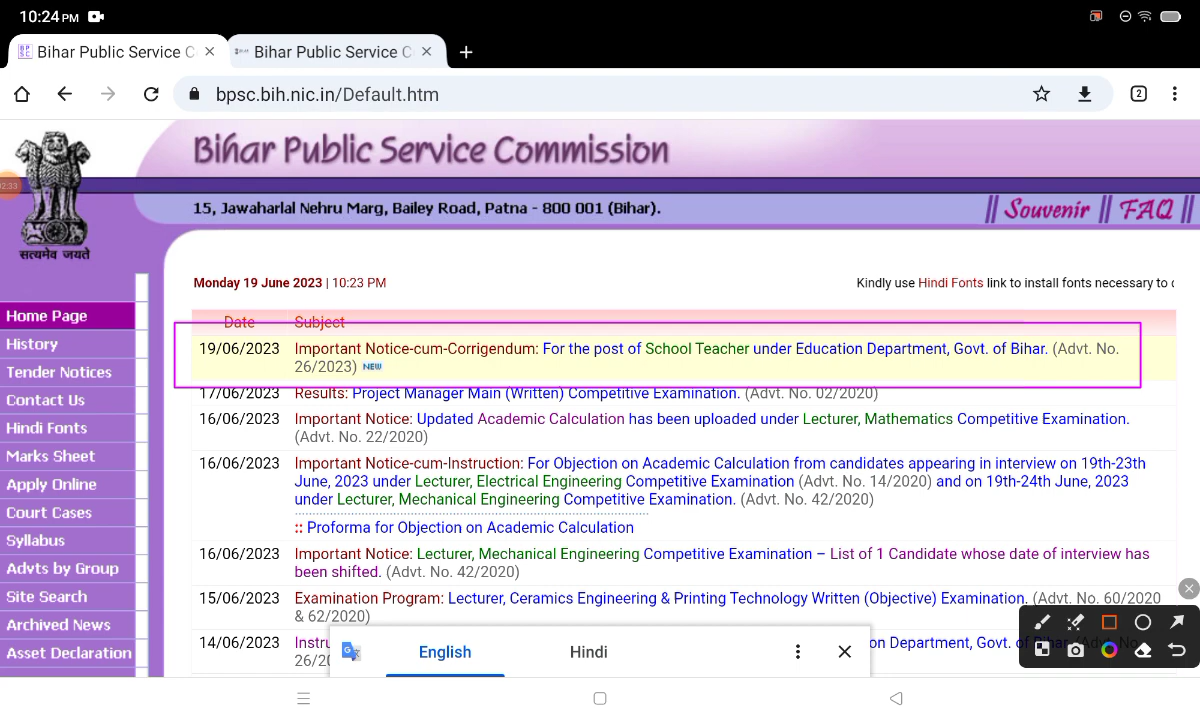 10:24 PM
Bihar Public Service C
Bihar Public Service C
bpsc.bih.nic.in/Default.htm
2
Bihar Public Service Commission
02:33
15, Jawaharlal Nehru Marg, Bailey Road, Patna - 800 001 (Bihar).
|| Souvenir || FAQ ||
सत्यमेव जयते
Monday 19 June 2023 | 10:23 PM
Kindly use Hindi Fonts link to install fonts necessary to
Home Page
History
Tender Notices
Contact Us
Hindi Fonts
Marks Sheet
Apply Online
Court Cases
Syllabus
Advts by Group
Site Search
Archived News
Asset Declaration
Date Subject
19/06/2023 Important Notice-cum-Corrigendum: For the post of School Teacher under Education Department, Govt. of Bihar. (Advt. No.
26/2023) NEW
17/06/2023 Results: Project Manager Main (Written) Competitive Examination. (Advt. No. 02/2020)
16/06/2023 Important Notice: Updated Academic Calculation has been uploaded under Lecturer, Mathematics Competitive Examination.
(Advt. No. 22/2020)
16/06/2023 Important Notice-cum-Instruction: For Objection on Academic Calculation from candidates appearing in interview on 19th-23th
June, 2023 under Lecturer, Electrical Engineering Competitive Examination (Advt. No. 14/2020) and on 19th-24th June, 2023
under Lecturer, Mechanical Engineering Competitive Examination. (Advt. No. 42/2020)
:: Proforma for Objection on Academic Calculation
16/06/2023 Important Notice: Lecturer, Mechanical Engineering Competitive Examination – List of 1 Candidate whose date of interview has
been shifted. (Advt. No. 42/2020)
15/06/2023 Examination Program: Lecturer, Ceramics Engineering & Printing Technology Written (Objective) Examination. (Advt. No. 60/2020
& 62/2020)
14/06/2023 Instru on Department, Govt. of Bihar. (Advt. No.
26/20
English
Hindi